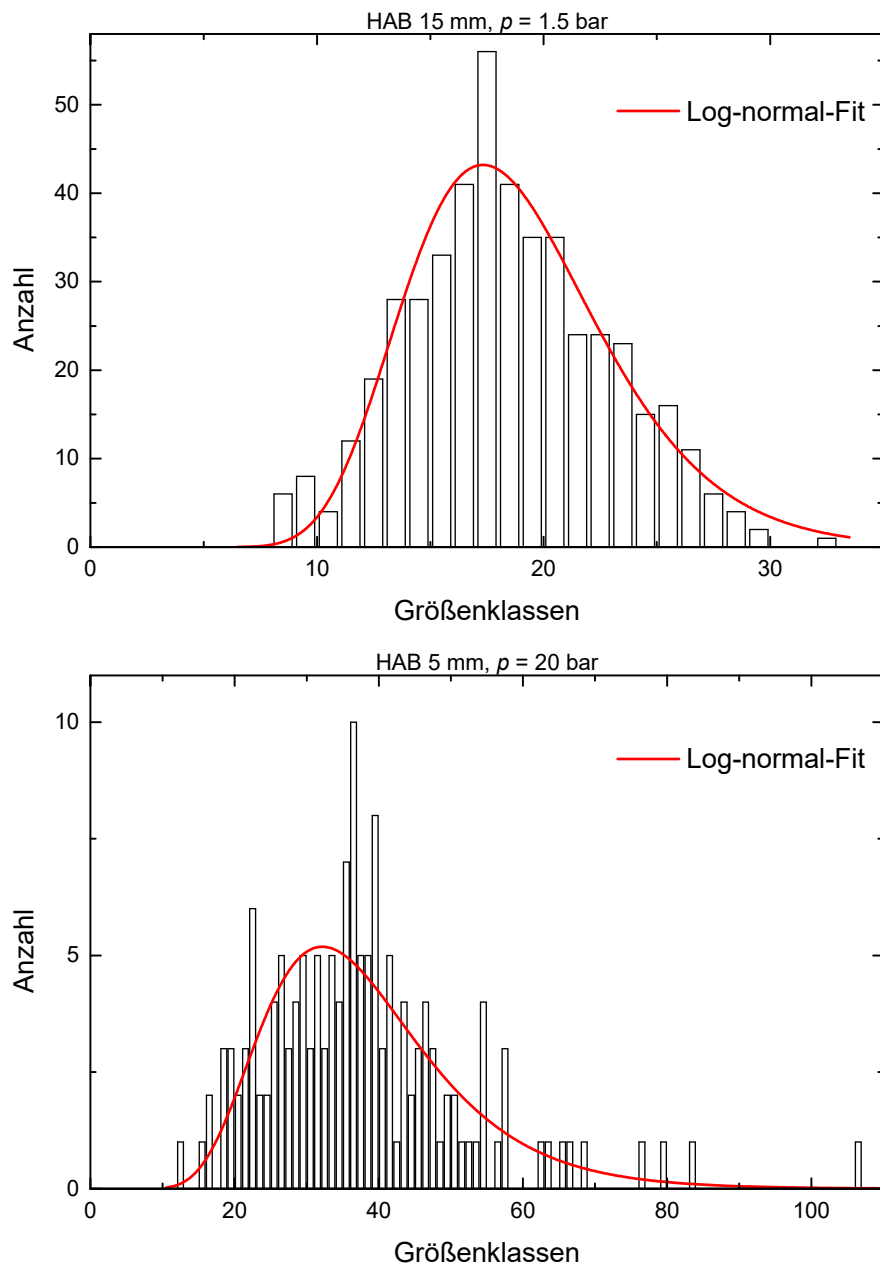 HAB 15 mm, p = 1.5 bar
50
40
30
20
10
0
Anzahl
Log-normal-Fit
0 10 20 30
Größenklassen
HAB 5 mm, p = 20 bar
10
5
0
Anzahl
Log-normal-Fit
0 20 40 60 80 100
Größenklassen